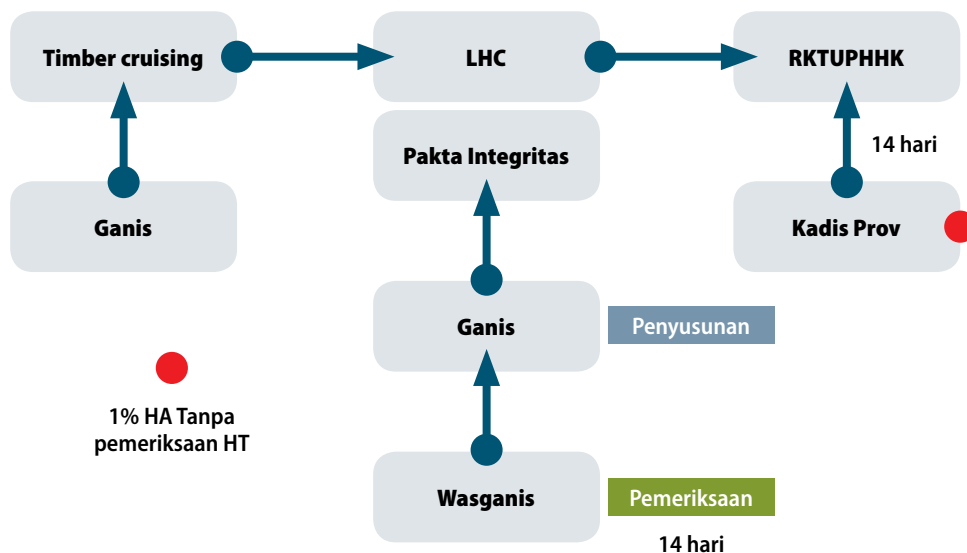 Timber cruising
LHC
RKTUPHHK
Pakta Integritas
14 hari
Ganis
Kadis Prov
Ganis
Penyusunan
1% HA Tanpa
pemeriksaan HT
Wasganis
Pemeriksaan
14 hari